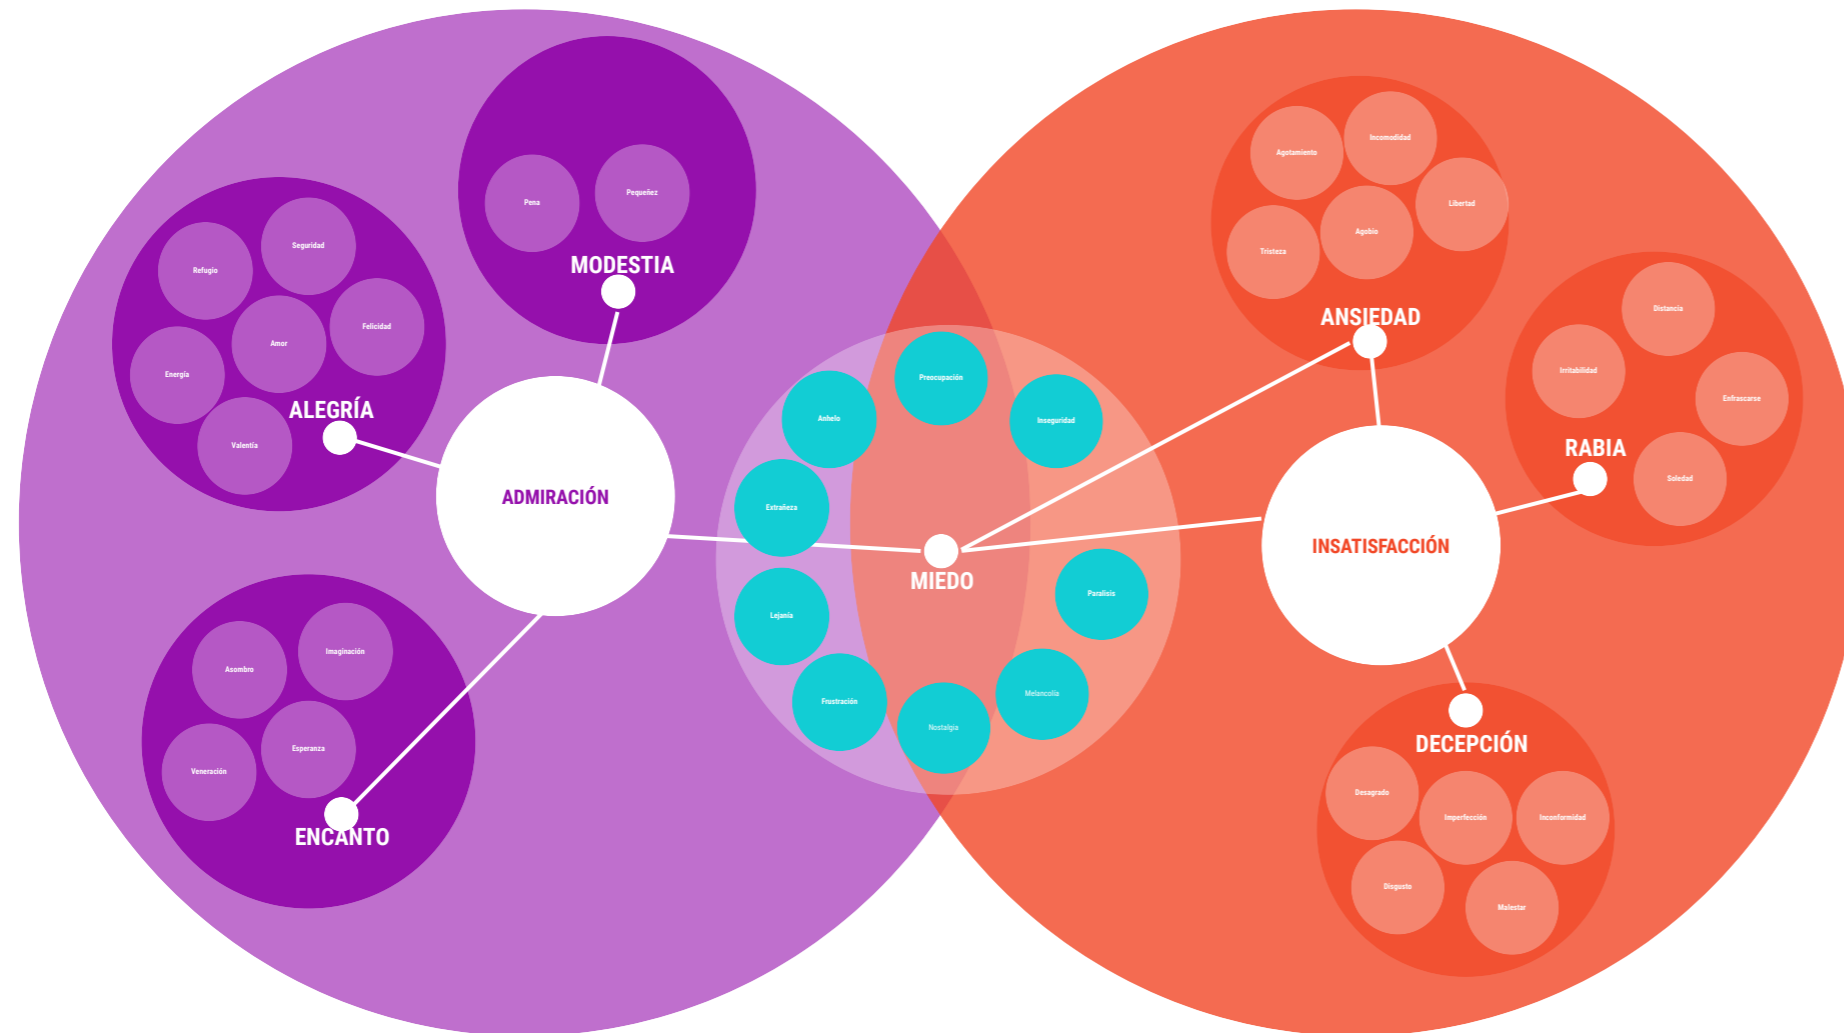 Pena
Pequeñez
MODESTIA
Refugio
Seguridad
Energía
Amor
Felicidad
Valentía
ALEGRÍA
ADMIRACIÓN
Asombro
Imaginación
Veneración
Esperanza
ENCANTO
Preocupación
Anhelo
Inseguridad
Extrañeza
MIEDO
Lejanía
Paralisis
Frustración
Nostalgia
Melancolía
Agotamiento
Incomodidad
Libertad
Tristeza
Agobio
ANSIEDAD
Distancia
Irritabilidad
Enfrascarse
Soledad
RABIA
INSATISFACCIÓN
DECEPCIÓN
Desagrado
Imperfección
Inconformidad
Disgusto
Malestar